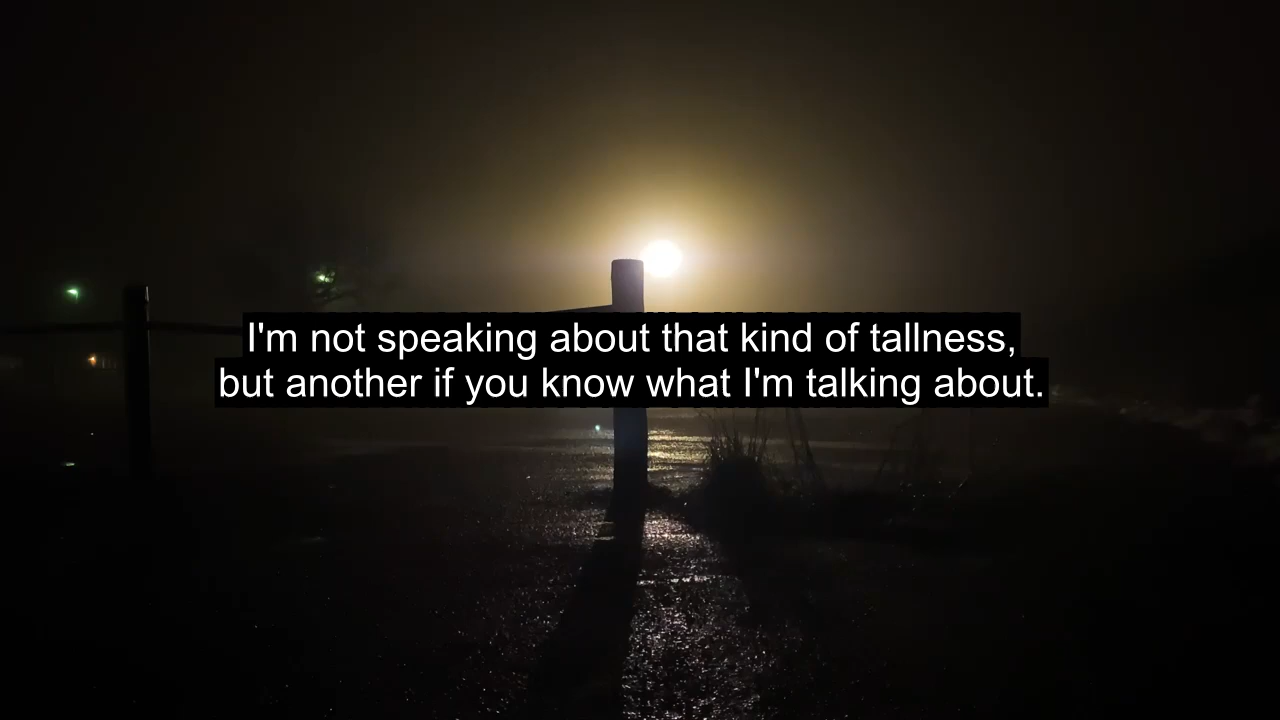 I'm not speaking about that kind of tallness,
but another if you know what I'm talking about.